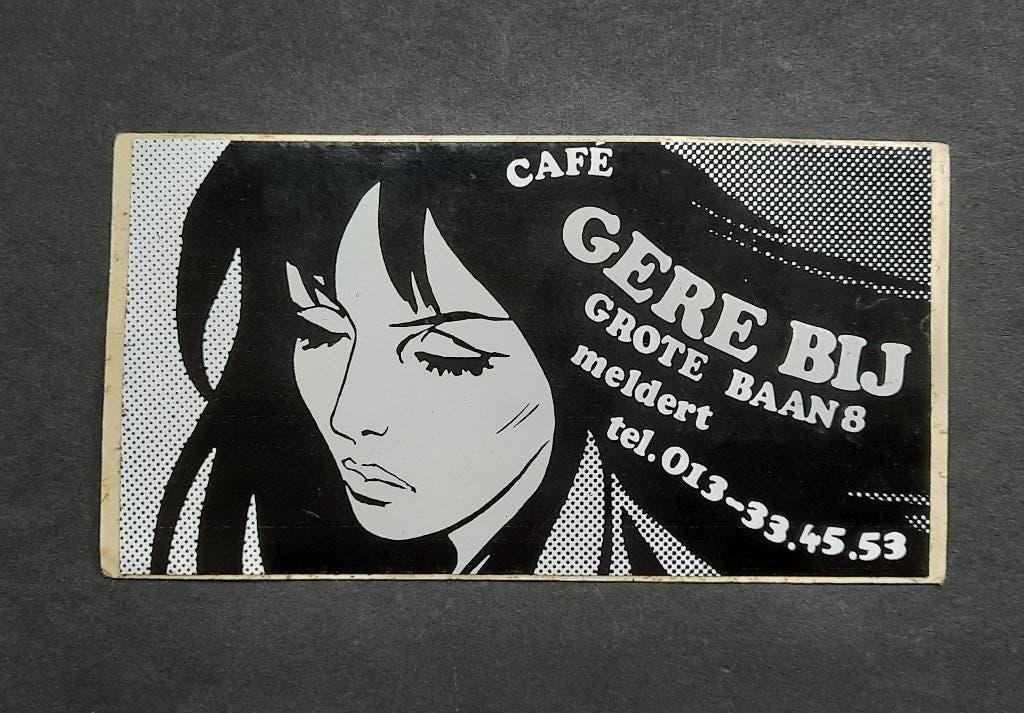 CAFÉ
GERE BIJ
GROTE BAAN 8
meldert
tel. 013-33.45.53